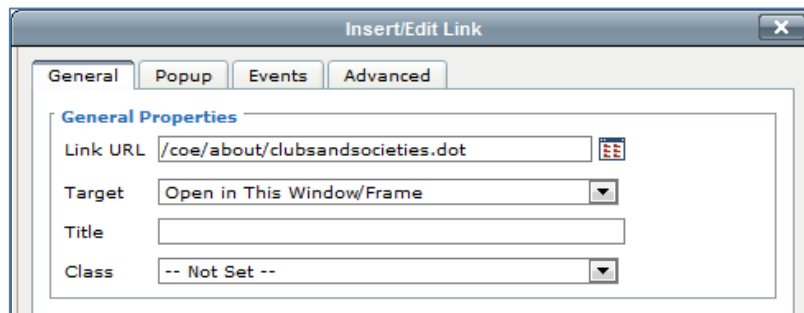 Insert/Edit Link
General Popup Events Advanced
General Properties
Link URL /coe/about/clubsandsocieties.dot
Target Open in This Window/Frame
Title
Class -- Not Set --